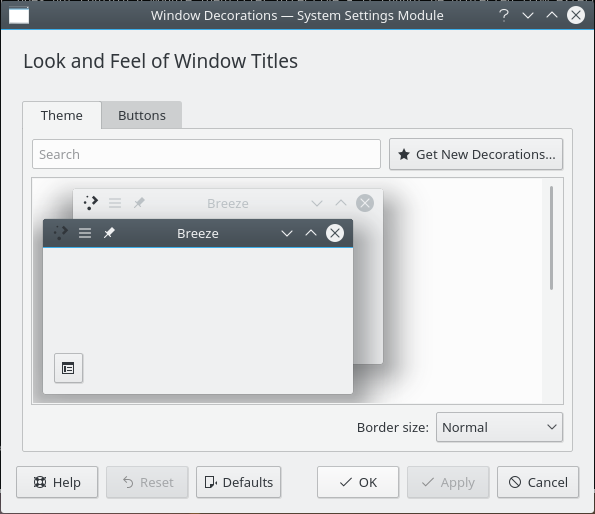 Window Decorations — System Settings Module
Look and Feel of Window Titles
Theme Buttons
Search Get New Decorations...
Breeze
Breeze
Border size: Normal
Help Reset Defaults OK Apply Cancel